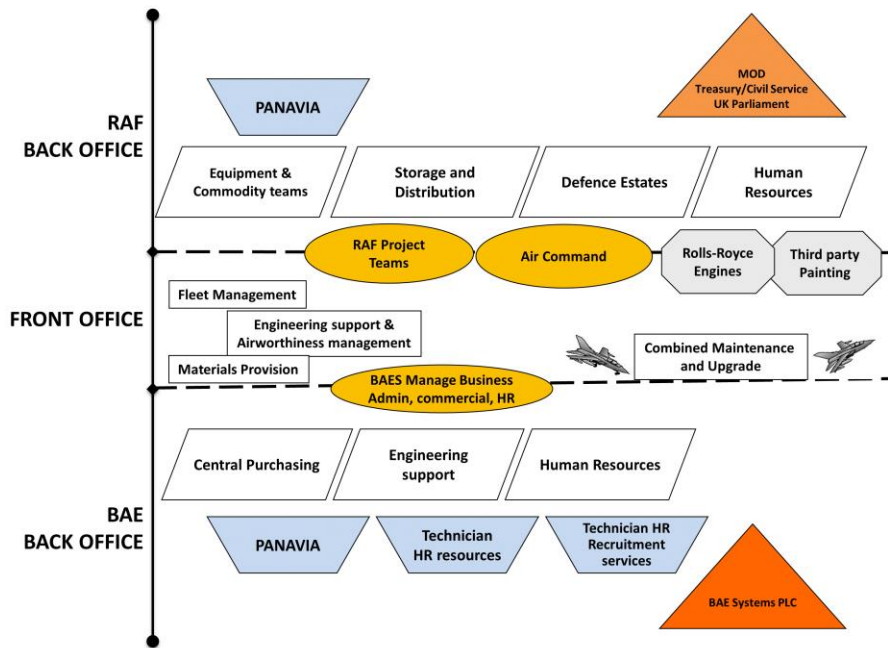 MOD
Treasury/Civil Service
UK Parliament
PANAVIA
RAF
BACK OFFICE
Equipment &
Commodity teams
Storage and
Distribution
Defence Estates
Human
Resources
RAF Project
Teams
Air Command
Rolls-Royce
Engines
Third party
Painting
FRONT OFFICE
Fleet Management
Engineering support &
Airworthiness management
Materials Provision
Combined Maintenance
and Upgrade
BAES Manage Business
Admin, commercial, HR
Central Purchasing
Engineering
support
Human Resources
BAE
BACK OFFICE
PANAVIA
Technician
HR resources
Technician HR
Recruitment
services
BAE Systems PLC